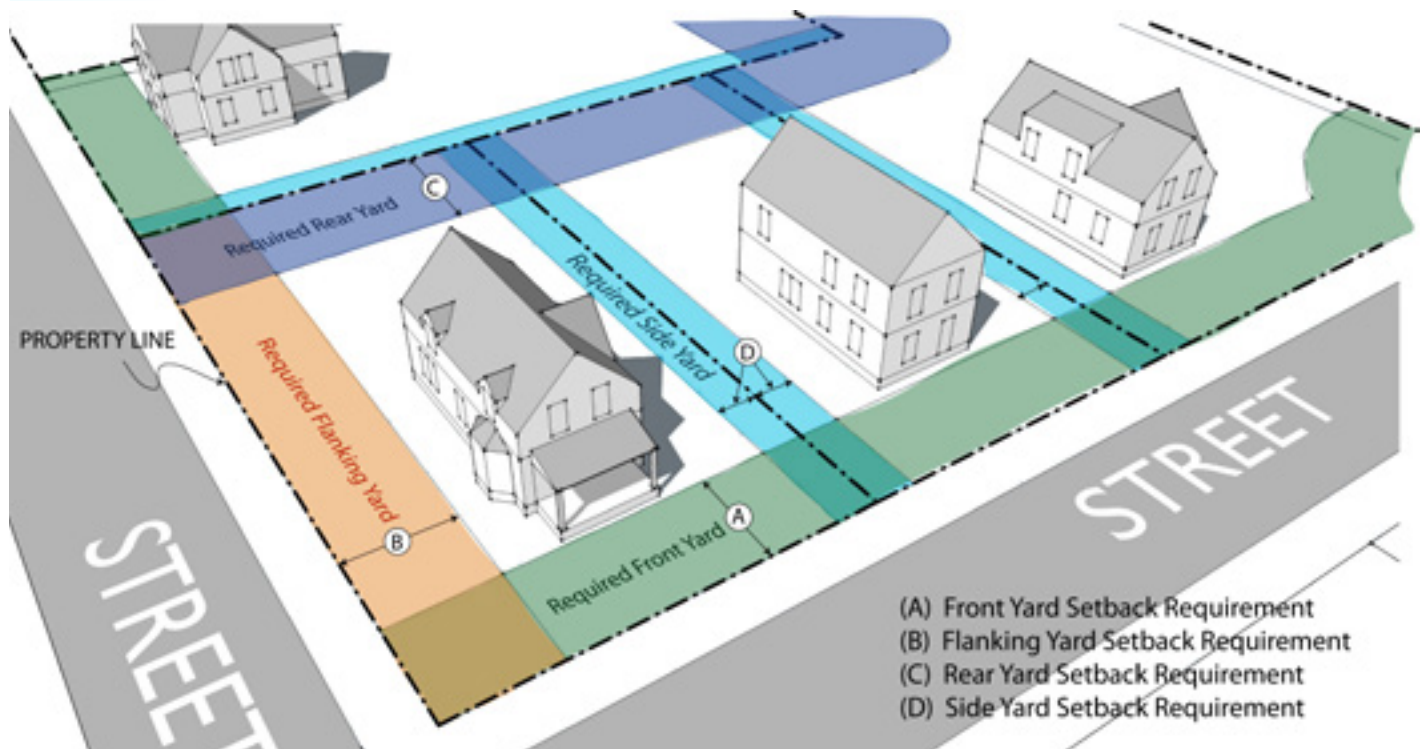 C
Required Rear Yard
PROPERTY LINE
Required Side Yard
D
Required Flanking Yard
B
A
Required Front Yard
STREET
STREET
(A) Front Yard Setback Requirement
(B) Flanking Yard Setback Requirement
(C) Rear Yard Setback Requirement
(D) Side Yard Setback Requirement